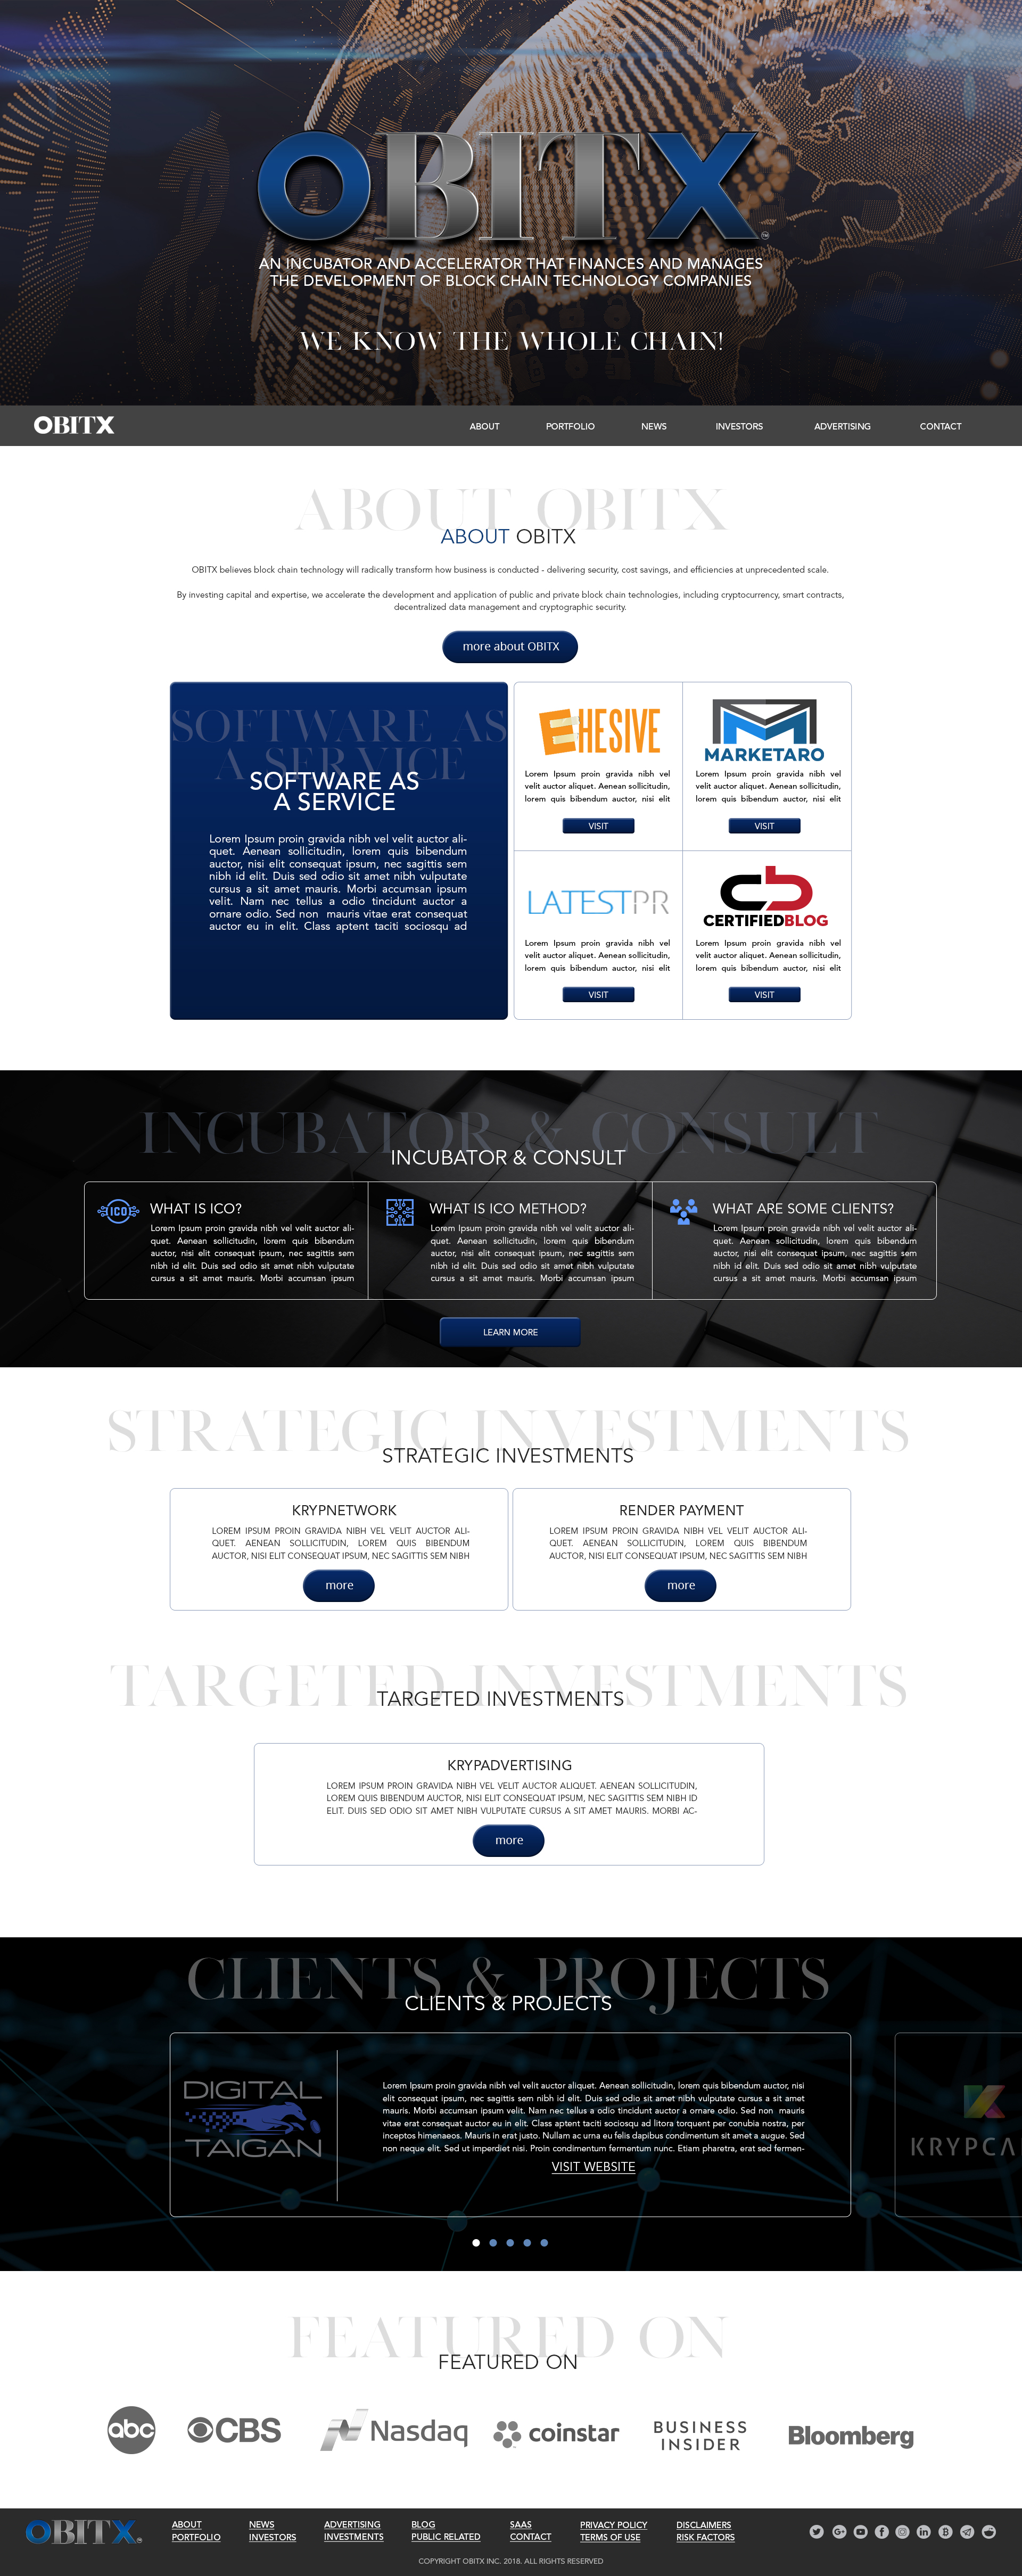 OBITX
TM
AN INCUBATOR AND ACCELERATOR THAT FINANCES AND MANAGES
THE DEVELOPMENT OF BLOCK CHAIN TECHNOLOGY COMPANIES
WE KNOW THE WHOLE CHAIN!
OBITX
ABOUT
PORTFOLIO
NEWS
INVESTORS
ADVERTISING
CONTACT
ABOUT OBITX
ABOUT OBITX
OBITX believes block chain technology will radically transform how business is conducted - delivering security, cost savings, and efficiencies at unprecedented scale.
By investing capital and expertise, we accelerate the development and application of public and private block chain technologies, including cryptocurrency, smart contracts,
decentralized data management and cryptographic security.
more about OBITX
SOFTWARE AS
A SERVICE
SOFTWARE AS
A SERVICE
Lorem Ipsum proin gravida nibh vel velit auctor ali-
quet. Aenean sollicitudin, lorem quis bibendum
auctor, nisi elit consequat ipsum, nec sagittis sem
nibh id elit. Duis sed odio sit amet nibh vulputate
cursus a sit amet mauris. Morbi accumsan ipsum
velit. Nam nec tellus a odio tincidunt auctor a
ornare odio. Sed non mauris vitae erat consequat
auctor eu in elit. Class aptent taciti sociosqu ad
EHESIVE
Lorem Ipsum proin gravida nibh vel
velit auctor aliquet. Aenean sollicitudin,
lorem quis bibendum auctor, nisi elit
VISIT
MARKETARO
Lorem Ipsum proin gravida nibh vel
velit auctor aliquet. Aenean sollicitudin,
lorem quis bibendum auctor, nisi elit
VISIT
LATESTPR
Lorem Ipsum proin gravida nibh vel
velit auctor aliquet. Aenean sollicitudin,
lorem quis bibendum auctor, nisi elit
VISIT
CERTIFIEDBLOG
Lorem Ipsum proin gravida nibh vel
velit auctor aliquet. Aenean sollicitudin,
lorem quis bibendum auctor, nisi elit
VISIT
INCUBATOR & CONSULT
INCUBATOR & CONSULT
ICO
WHAT IS ICO?
Lorem Ipsum proin gravida nibh vel velit auctor ali-
quet. Aenean sollicitudin, lorem quis bibendum
auctor, nisi elit consequat ipsum, nec sagittis sem
nibh id elit. Duis sed odio sit amet nibh vulputate
cursus a sit amet mauris. Morbi accumsan ipsum
WHAT IS ICO METHOD?
Lorem Ipsum proin gravida nibh vel velit auctor ali-
quet. Aenean sollicitudin, lorem quis bibendum
auctor, nisi elit consequat ipsum, nec sagittis sem
nibh id elit. Duis sed odio sit amet nibh vulputate
cursus a sit amet mauris. Morbi accumsan ipsum
WHAT ARE SOME CLIENTS?
Lorem Ipsum proin gravida nibh vel velit auctor ali-
quet. Aenean sollicitudin, lorem quis bibendum
auctor, nisi elit consequat ipsum, nec sagittis sem
nibh id elit. Duis sed odio sit amet nibh vulputate
cursus a sit amet mauris. Morbi accumsan ipsum
LEARN MORE
STRATEGIC INVESTMENTS
STRATEGIC INVESTMENTS
KRYPNETWORK
LOREM IPSUM PROIN GRAVIDA NIBH VEL VELIT AUCTOR ALI-
QUET. AENEAN SOLLICITUDIN, LOREM QUIS BIBENDUM
AUCTOR, NISI ELIT CONSEQUAT IPSUM, NEC SAGITTIS SEM NIBH
more
RENDER PAYMENT
LOREM IPSUM PROIN GRAVIDA NIBH VEL VELIT AUCTOR ALI-
QUET. AENEAN SOLLICITUDIN, LOREM QUIS BIBENDUM
AUCTOR, NISI ELIT CONSEQUAT IPSUM, NEC SAGITTIS SEM NIBH
more
TARGETED INVESTMENTS
TARGETED INVESTMENTS
KRYPADVERTISING
LOREM IPSUM PROIN GRAVIDA NIBH VEL VELIT AUCTOR ALIQUET. AENEAN SOLLICITUDIN,
LOREM QUIS BIBENDUM AUCTOR, NISI ELIT CONSEQUAT IPSUM, NEC SAGITTIS SEM NIBH ID
ELIT. DUIS SED ODIO SIT AMET NIBH VULPUTATE CURSUS A SIT AMET MAURIS. MORBI AC-
more
CLIENTS & PROJECTS
CLIENTS & PROJECTS
DIGITAL
TAIGAN
Lorem Ipsum proin gravida nibh vel velit auctor aliquet. Aenean sollicitudin, lorem quis bibendum auctor, nisi
elit consequat ipsum, nec sagittis sem nibh id elit. Duis sed odio sit amet nibh vulputate cursus a sit amet
mauris. Morbi accumsan ipsum velit. Nam nec tellus a odio tincidunt auctor a ornare odio. Sed non mauris
vitae erat consequat auctor eu in elit. Class aptent taciti sociosqu ad litora torquent per conubia nostra, per
inceptos himenaeos. Mauris in erat justo. Nullam ac urna eu felis dapibus condimentum sit amet a augue. Sed
non neque elit. Sed ut imperdiet nisi. Proin condimentum fermentum nunc. Etiam pharetra, erat sed fermen-
VISIT WEBSITE
KRYPCA
FEATURED ON
FEATURED ON
abc
CBS
Nasdaq
coinstar
BUSINESS
INSIDER
Bloomberg
OBITX
ABOUT
PORTFOLIO
NEWS
INVESTORS
ADVERTISING
INVESTMENTS
BLOG
PUBLIC RELATED
SAAS
CONTACT
PRIVACY POLICY
TERMS OF USE
DISCLAIMERS
RISK FACTORS
COPYRIGHT OBITX INC. 2018. ALL RIGHTS RESERVED